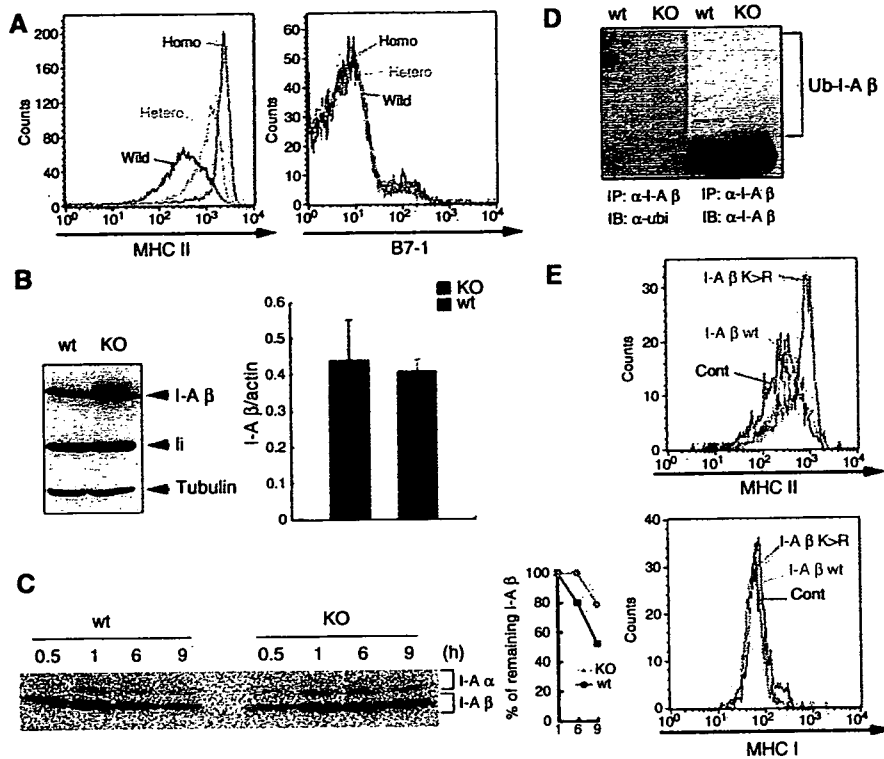 A
Counts
200
160
120
80
40
0
Homo
Hetero
Wild
10⁰ 10¹ 10² 10³ 10⁴
MHC II
Counts
60
50
40
30
20
10
0
Homo
Hetero
Wild
10⁰ 10¹ 10² 10³ 10⁴
B7-1
D
wt KO wt KO
Ub-I-A β
IP: α-I-A β IP: α-I-A β
IB: α-ubi IB: α-I-A β
B
wt KO
I-A β
Ii
Tubulin
I-A β/actin
0.6
0.5
0.4
0.3
0.2
0.1
0
KO
wt
E
Counts
30
20
10
0
I-A β K>R
I-A β wt
Cont
10⁰ 10¹ 10² 10³ 10⁴
MHC II
Counts
40
30
20
10
0
I-A β K>R
I-A β wt
Cont
10⁰ 10¹ 10² 10³ 10⁴
MHC I
C
wt KO
0.5 1 6 9 0.5 1 6 9 (h)
I-A α
I-A β
% of remaining I-A β
100
80
60
40
20
0
KO
wt
1 6 9